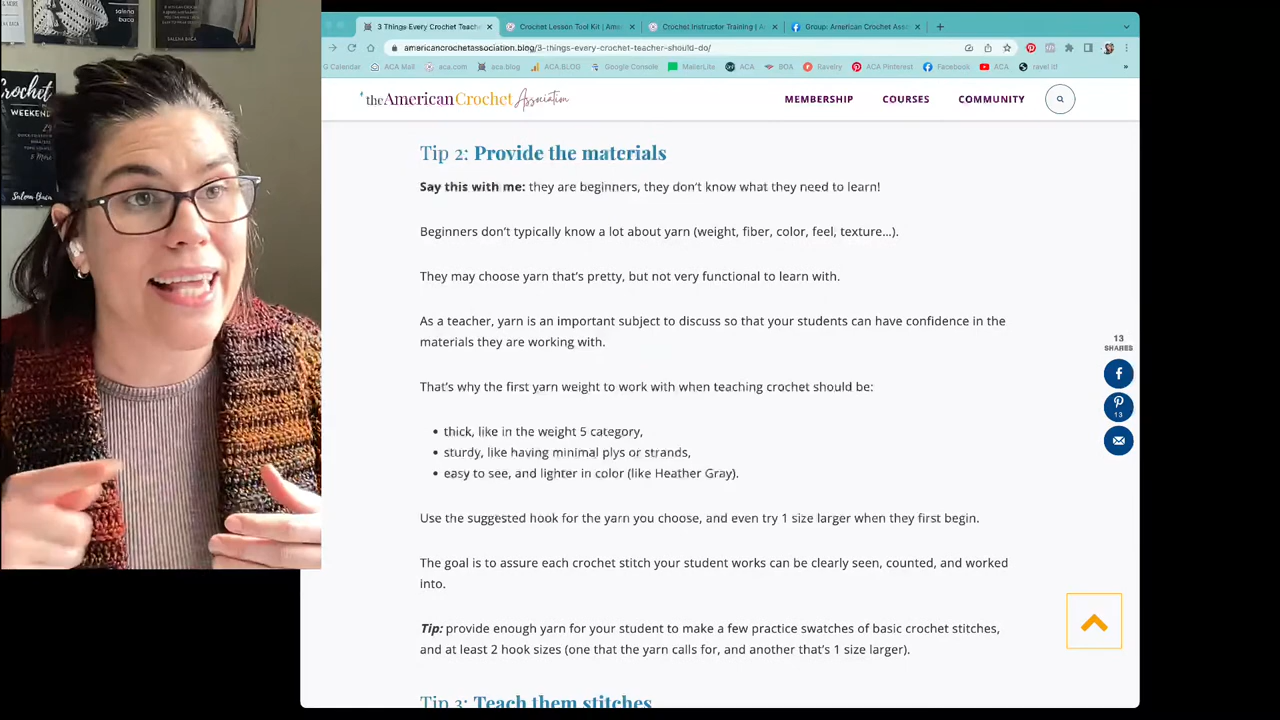 salena baca
SALENA BACA
Crochet
WEEKEND
& More
Salena Baca
3 Things Every Crochet Teache
Crochet Lesson Tool Kit | Ame
Crochet Instructor Training | A
Group: American Crochet Ass
americancrochetassociation.blog/3-things-every-crochet-teacher-should-do/
G Calendar
ACA Mail
aca.com
aca.blog
ACA.BLOG
Google Console
MailerLite
ACA
BOA
Ravelry
ACA Pinterest
Facebook
ACA
ravel it!
»
theAmericanCrochet Association
MEMBERSHIP
COURSES
COMMUNITY
Tip 2: Provide the materials
Say this with me: they are beginners, they don't know what they need to learn!
Beginners don't typically know a lot about yarn (weight, fiber, color, feel, texture...).
They may choose yarn that's pretty, but not very functional to learn with.
As a teacher, yarn is an important subject to discuss so that your students can have confidence in the
materials they are working with.
That's why the first yarn weight to work with when teaching crochet should be:
• thick, like in the weight 5 category,
• sturdy, like having minimal plys or strands,
• easy to see, and lighter in color (like Heather Gray).
Use the suggested hook for the yarn you choose, and even try 1 size larger when they first begin.
The goal is to assure each crochet stitch your student works can be clearly seen, counted, and worked
into.
Tip: provide enough yarn for your student to make a few practice swatches of basic crochet stitches,
and at least 2 hook sizes (one that the yarn calls for, and another that's 1 size larger).
Tip 3: Teach them stitches
13
SHARES
13